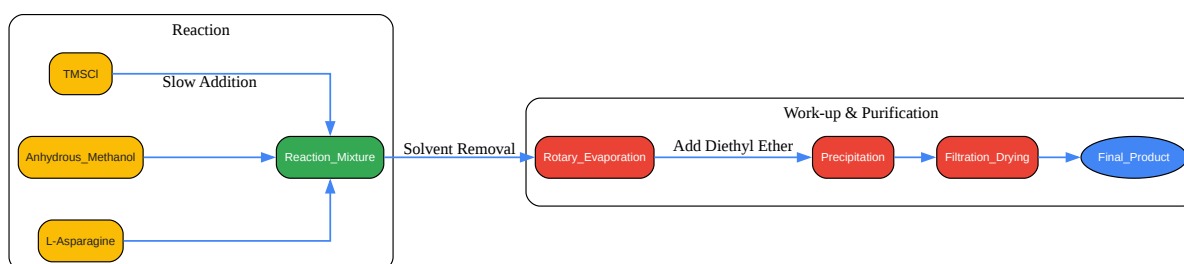 Reaction
TMSCl
Slow Addition
Anhydrous_Methanol
Reaction_Mixture
L-Asparagine
Solvent Removal
Work-up & Purification
Rotary_Evaporation
Add Diethyl Ether
Precipitation
Filtration_Drying
Final_Product